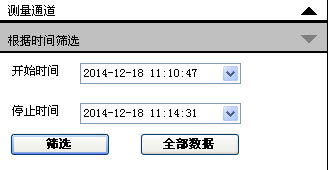 测量通道
根据时间筛选
开始时间 2014-12-18 11:10:47
停止时间 2014-12-18 11:14:31
筛选 全部数据